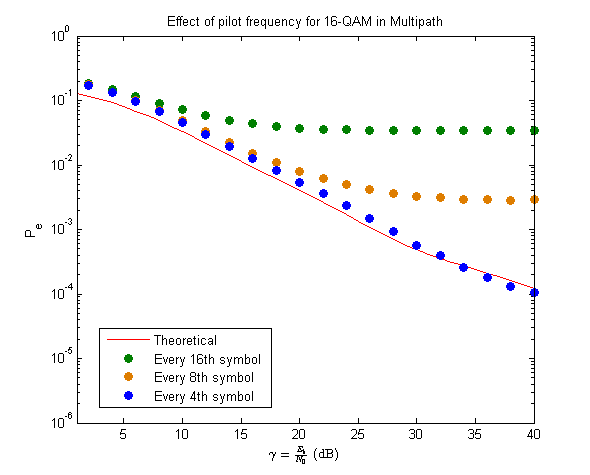 Effect of pilot frequency for 16-QAM in Multipath
10^0
10^-1
10^-2
10^-3
10^-4
10^-5
10^-6
P_e
Theoretical
Every 16th symbol
Every 8th symbol
Every 4th symbol
5 10 15 20 25 30 35 40
γ = (dB)